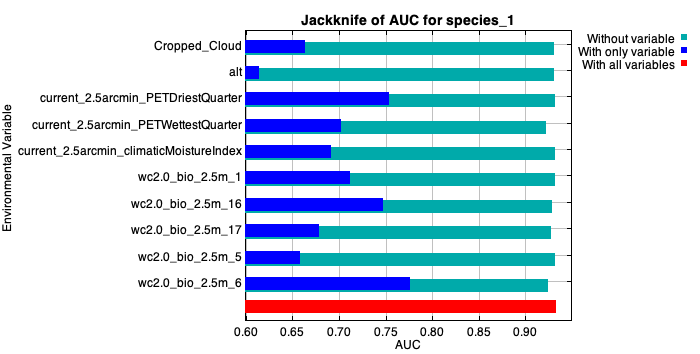 Jackknife of AUC for species_1
Without variable
With only variable
With all variables
Environmental Variable
Cropped_Cloud
alt
current_2.5arcmin_PETDriestQuarter
current_2.5arcmin_PETWettestQuarter
current_2.5arcmin_climaticMoistureIndex
wc2.0_bio_2.5m_1
wc2.0_bio_2.5m_16
wc2.0_bio_2.5m_17
wc2.0_bio_2.5m_5
wc2.0_bio_2.5m_6
0.60 0.65 0.70 0.75 0.80 0.85 0.90
AUC